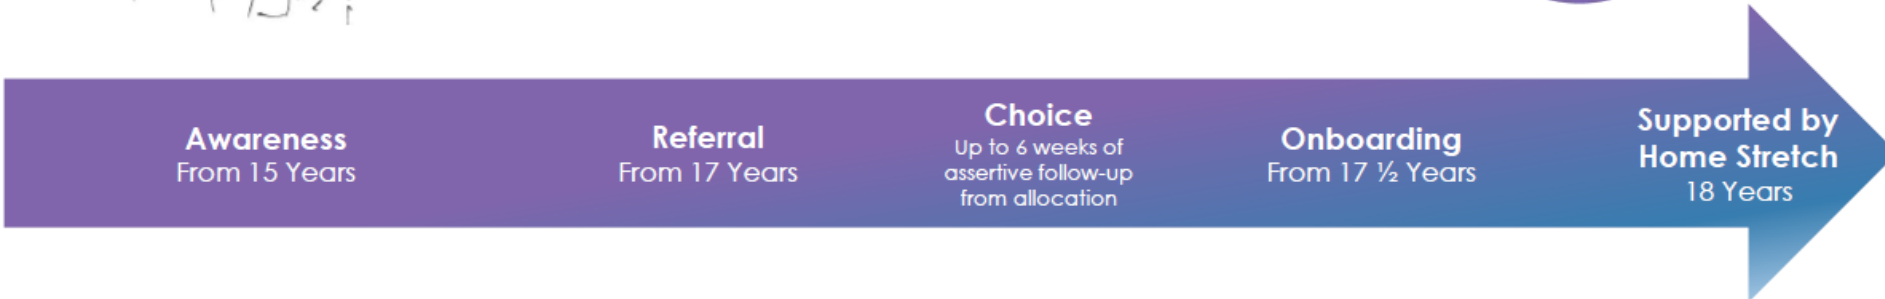 Awareness
From 15 Years
Referral
From 17 Years
Choice
Up to 6 weeks of
assertive follow-up
from allocation
Onboarding
From 17 ½ Years
Supported by
Home Stretch
18 Years